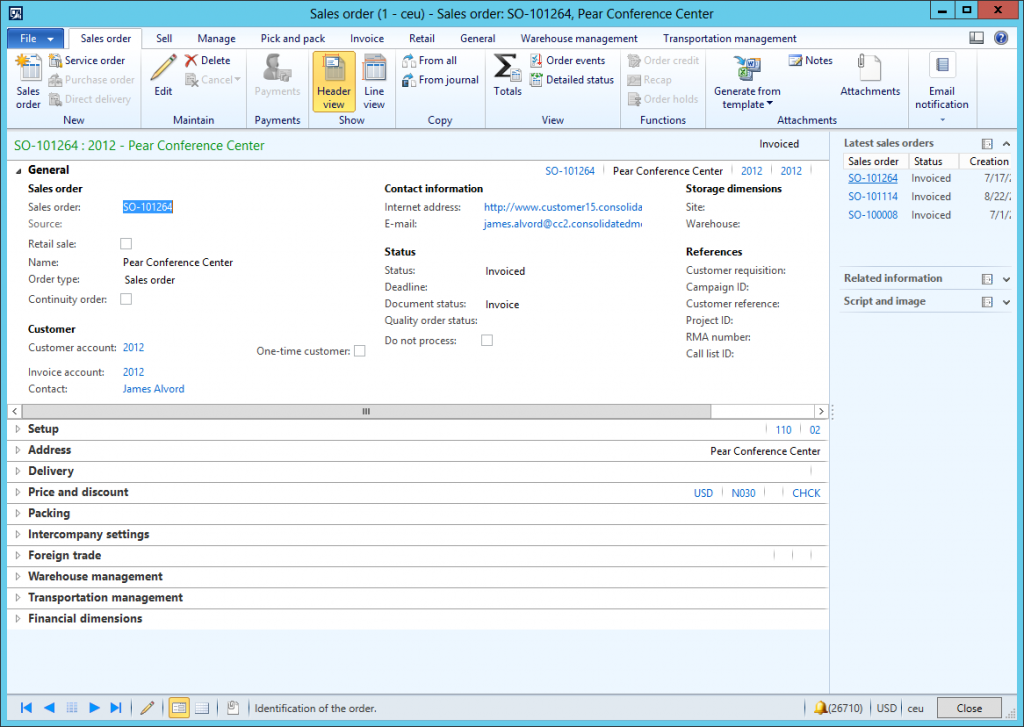 Sales order (1 - ceu) - Sales order: SO-101264, Pear Conference Center
File Sales order Sell Manage Pick and pack Invoice Retail General Warehouse management Transportation management
Sales order
Service order
Purchase order
Direct delivery
New
Edit
Delete
Cancel
Maintain
Payments
Payments
Header view
Line view
Show
From all
From journal
Copy
Totals
Order events
Detailed status
View
Order credit
Recap
Order holds
Functions
Generate from template
Notes
Attachments
Attachments
Email notification
SO-101264 : 2012 - Pear Conference Center
Invoiced
General
SO-101264 Pear Conference Center 2012 2012
Sales order
Sales order: SO-101264
Source:
Retail sale:
Name: Pear Conference Center
Order type: Sales order
Continuity order:
Customer
Customer account: 2012
One-time customer:
Invoice account: 2012
Contact: James Alvord
Contact information
Internet address: http://www.customer15.consolida
E-mail: james.alvord@cc2.consolidatedm
Status
Status: Invoiced
Deadline:
Document status: Invoice
Quality order status:
Do not process:
Storage dimensions
Site:
Warehouse:
References
Customer requisition:
Campaign ID:
Customer reference:
Project ID:
RMA number:
Call list ID:
Setup 110 02
Address Pear Conference Center
Delivery
Price and discount USD N030 CHCK
Packing
Intercompany settings
Foreign trade
Warehouse management
Transportation management
Financial dimensions
Latest sales orders
Sales order Status Creation
SO-101264 Invoiced 7/17/
SO-101114 Invoiced 8/22/
SO-100008 Invoiced 7/1/
Related information
Script and image
Identification of the order.
(26710) USD ceu Close